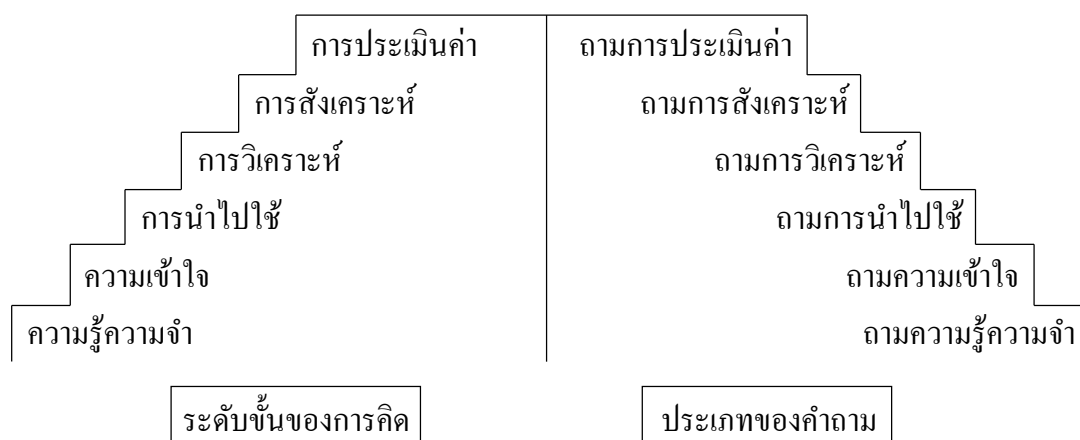 การประเมินค่า ถามการประเมินค่า
การสังเคราะห์ ถามการสังเคราะห์
การวิเคราะห์ ถามการวิเคราะห์
การนำไปใช้ ถามการนำไปใช้
ความเข้าใจ ถามความเข้าใจ
ความรู้ความจำ ถามความรู้ความจำ
ระดับขั้นของการคิด ประเภทของคำถาม